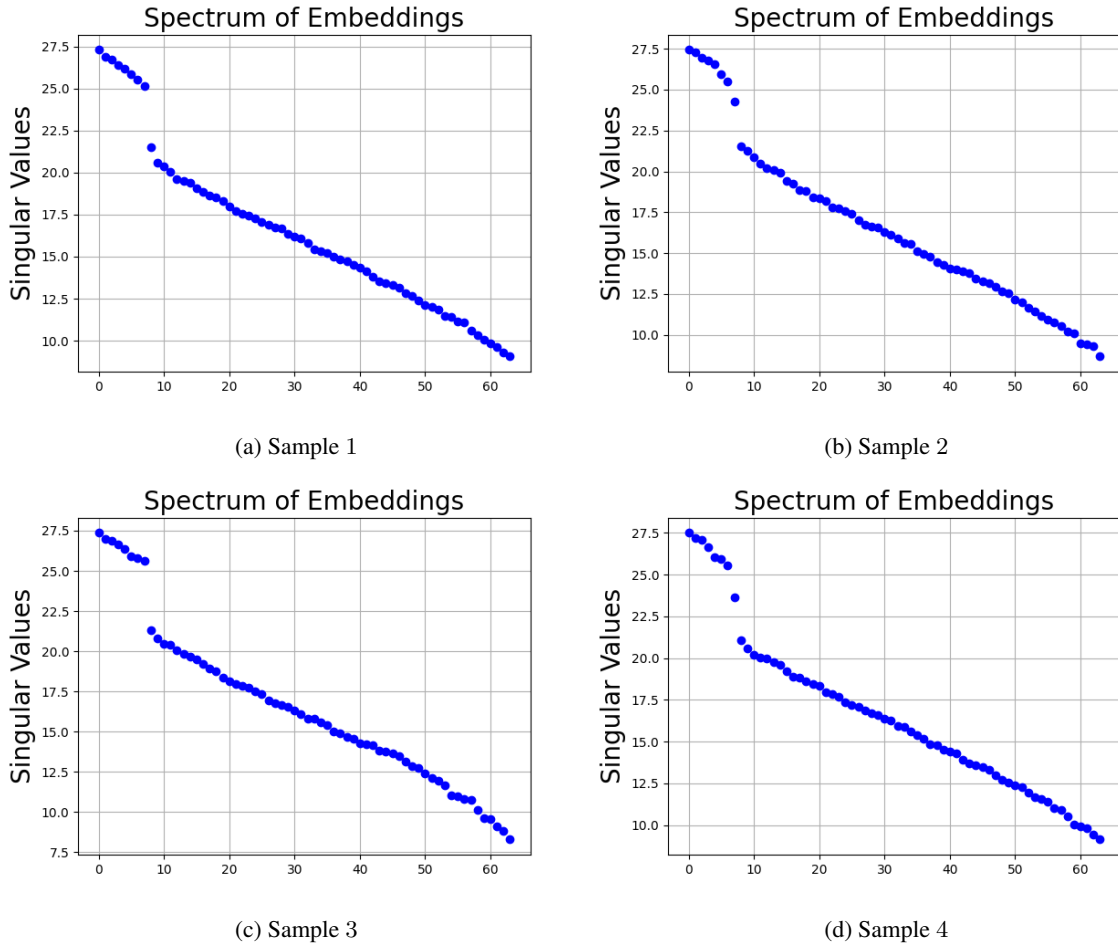 Spectrum of Embeddings
Singular Values
27.5
25.0
22.5
20.0
17.5
15.0
12.5
10.0
0 10 20 30 40 50 60
(a) Sample 1
Spectrum of Embeddings
Singular Values
27.5
25.0
22.5
20.0
17.5
15.0
12.5
10.0
0 10 20 30 40 50 60
(b) Sample 2
Spectrum of Embeddings
Singular Values
27.5
25.0
22.5
20.0
17.5
15.0
12.5
10.0
7.5
0 10 20 30 40 50 60
(c) Sample 3
Spectrum of Embeddings
Singular Values
27.5
25.0
22.5
20.0
17.5
15.0
12.5
10.0
0 10 20 30 40 50 60
(d) Sample 4